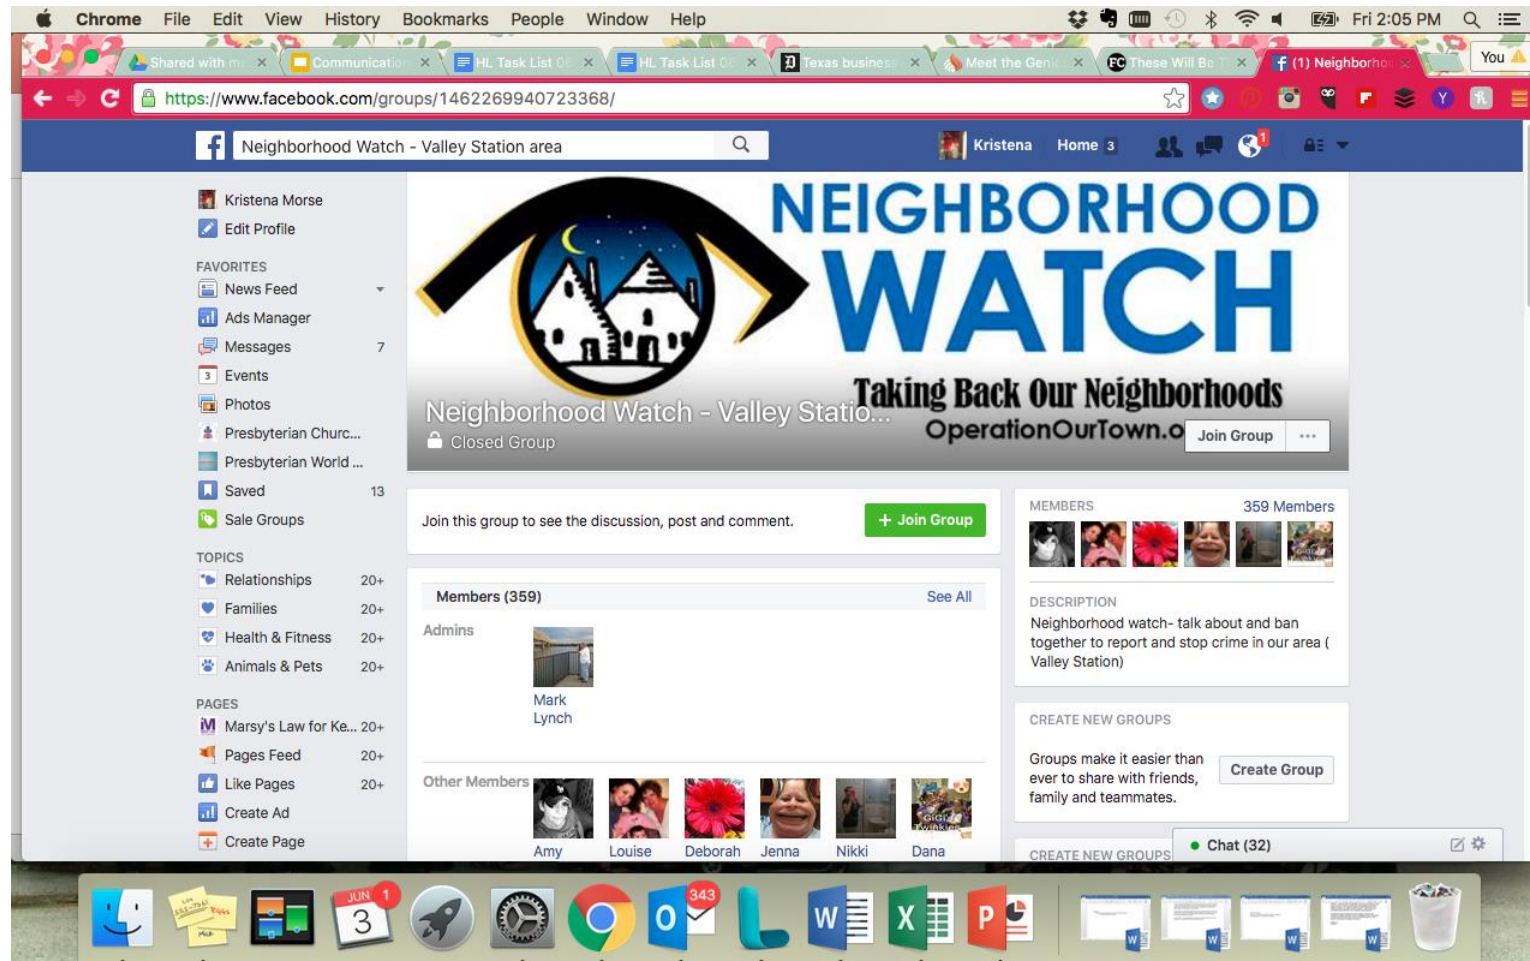 Chrome File Edit View History Bookmarks People Window Help Fri 2:05 PM
Shared with m Communication HL Task List 06 HL Task List 06 Texas business Meet the Genie These Will Be T (1) Neighborhoo You
https://www.facebook.com/groups/1462269940723368/
Neighborhood Watch - Valley Station area
Kristena Home 3 1
Kristena Morse
Edit Profile
FAVORITES
News Feed
Ads Manager
Messages 7
Events
Photos
Presbyterian Churc...
Presbyterian World ...
Saved 13
Sale Groups
TOPICS
Relationships 20+
Families 20+
Health & Fitness 20+
Animals & Pets 20+
PAGES
Marsy's Law for Ke... 20+
Pages Feed 20+
Like Pages 20+
Create Ad
Create Page
NEIGHBORHOOD
WATCH
Taking Back Our Neighborhoods
OperationOurTown.o
Neighborhood Watch - Valley Statio...
Closed Group
Join Group
Join this group to see the discussion, post and comment.
+ Join Group
Members (359) See All
Admins
Mark
Lynch
Other Members
Amy Louise Deborah Jenna Nikki Dana
MEMBERS 359 Members
DESCRIPTION
Neighborhood watch- talk about and ban
together to report and stop crime in our area (
Valley Station)
CREATE NEW GROUPS
Groups make it easier than
ever to share with friends,
family and teammates.
Create Group
CREATE NEW GROUPS
Chat (32)
JUN 1
3
343